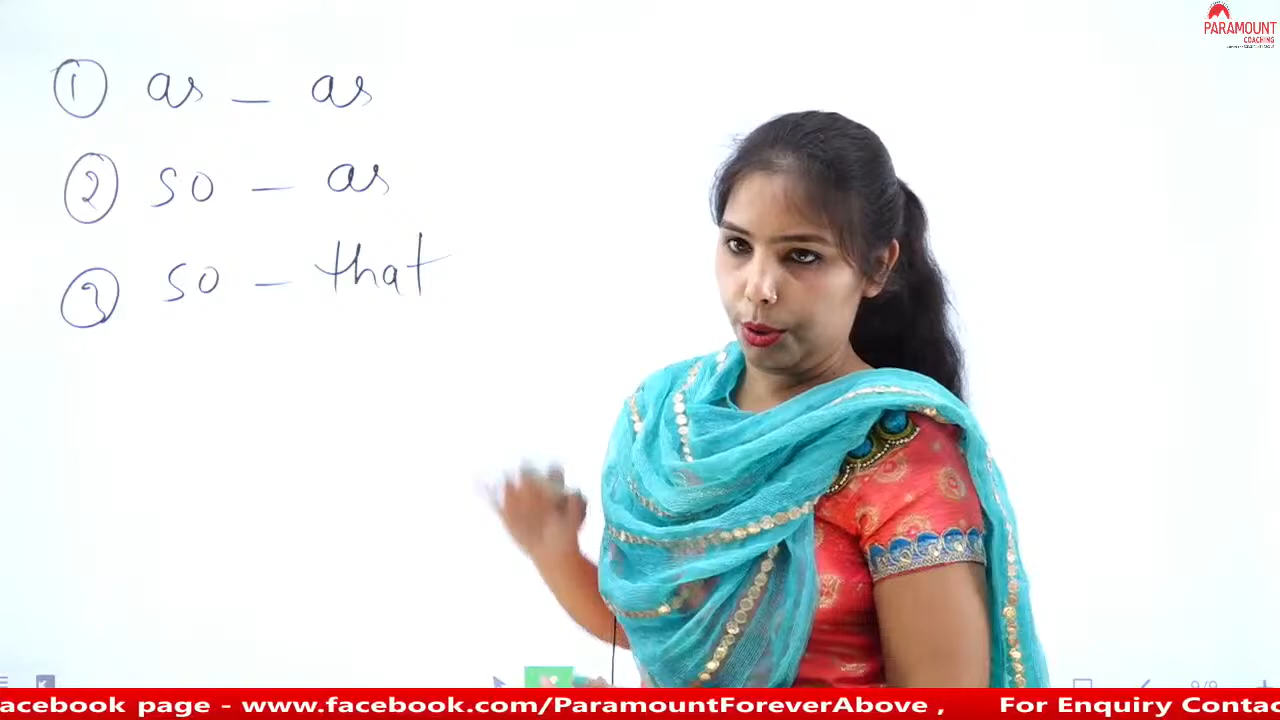 PARAMOUNT
COACHING
① as – as
② so – as
③ so – that
acebook page - www.facebook.com/ParamountForeverAbove , For Enquiry Contac